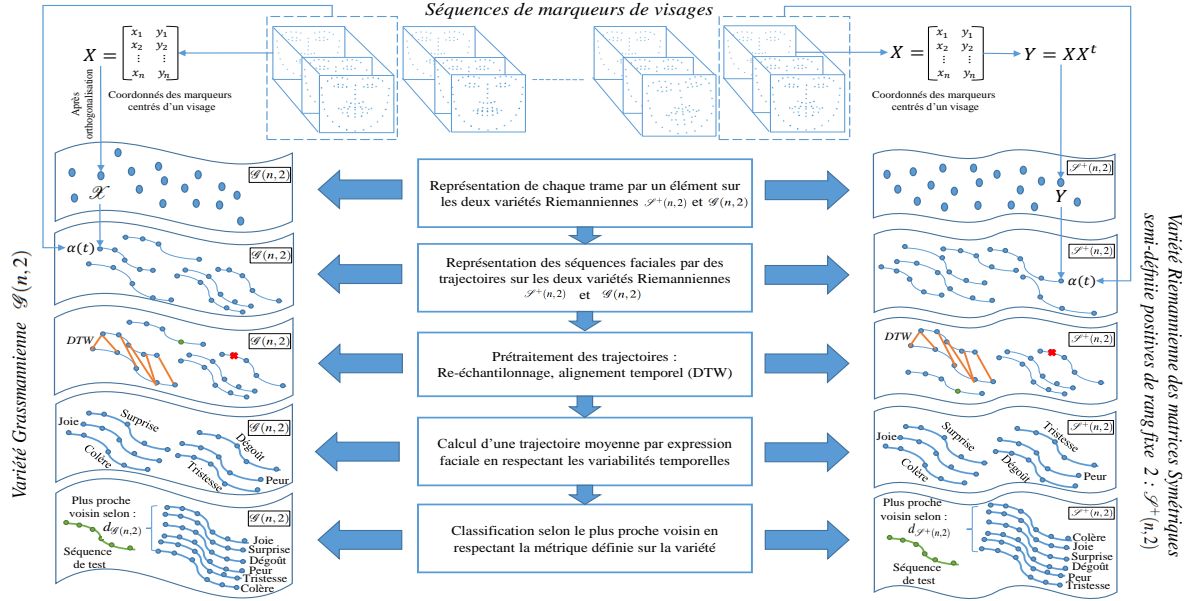 Séquences de marqueurs de visages
X = [x₁ y₁
x₂ y₂
⋮ ⋮
xₙ yₙ]
Coordonnés des marqueurs
centrés d'un visage
Après
orthogonalisation
X = [x₁ y₁
x₂ y₂
⋮ ⋮
xₙ yₙ]
Y = XXᵗ
Coordonnés des marqueurs
centrés d'un visage
Variété Grassmannienne 𝒢(n, 2)
𝒢(n, 2)
𝒳
Représentation de chaque trame par un élément sur
les deux variétés Riemanniennes 𝒮⁺(n, 2) et 𝒢(n, 2)
𝒮⁺(n, 2)
Y
α(t)
𝒢(n, 2)
Représentation des séquences faciales par des
trajectoires sur les deux variétés Riemanniennes
𝒮⁺(n, 2) et 𝒢(n, 2)
𝒮⁺(n, 2)
α(t)
DTW
𝒢(n, 2)
Prétraitement des trajectoires :
Re-échantilonnage, alignement temporel (DTW)
DTW
𝒮⁺(n, 2)
𝒢(n, 2)
Joie
Surprise
Colère
Dégoût
Tristesse
Peur
Calcul d'une trajectoire moyenne par expression
faciale en respectant les variabilités temporelles
𝒮⁺(n, 2)
Joie
Surprise
Colère
Tristesse
Dégoût
Peur
Plus proche
voisin selon :
d𝒢(n,2)
Séquence
de test
𝒢(n, 2)
Joie
Surprise
Dégoût
Peur
Tristesse
Colère
Classification selon le plus proche voisin en
respectant la métrique définie sur la variété
Plus proche
voisin selon :
d𝒮⁺(n,2)
Séquence
de test
𝒮⁺(n, 2)
Colère
Joie
Surprise
Dégoût
Peur
Tristesse
Variété Riemannienne des matrices Symétriques
semi-défniie positives de rang fixe 2 : 𝒮⁺(n, 2)